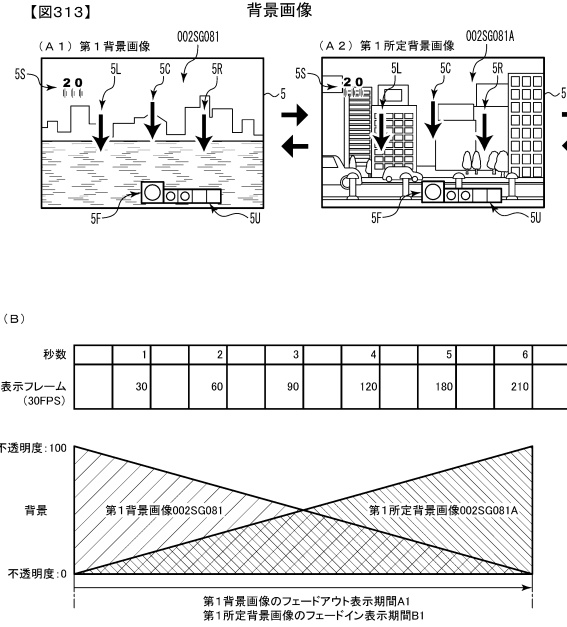 【図313】
背景画像
(A1) 第1背景画像
002SG081
(A2) 第1所定背景画像
002SG081A
5S
20
5L
5C
5R
5
5F
5U
5S
20
5L
5C
5R
5
5F
5U
(B)
秒数 1 2 3 4 5 6
表示フレーム 30 60 90 120 180 210
(30FPS)
不透明度:100
背景
第1背景画像002SG081
第1所定背景画像002SG081A
不透明度:0
第1背景画像のフェードアウト表示期間A1
第1所定背景画像のフェードイン表示期間B1